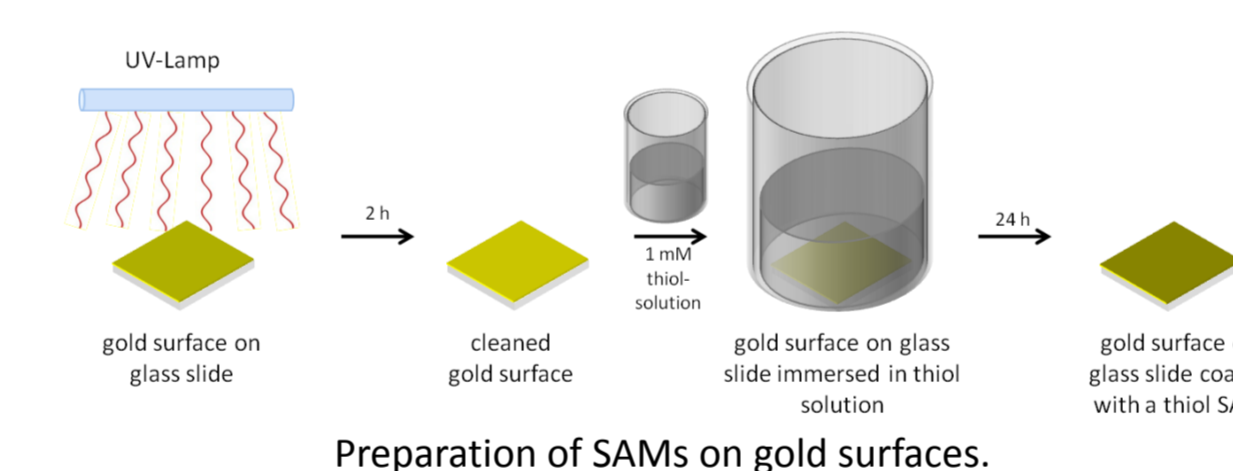 UV-Lamp
2 h
1 mM
thiol-
solution
24 h
gold surface on
glass slide
cleaned
gold surface
gold surface on glass
slide immersed in thiol
solution
gold surface
glass slide
with a thiol
Preparation of SAMs on gold surfaces.